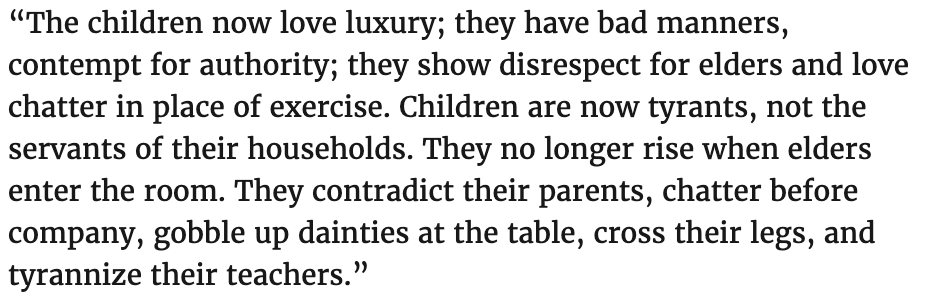 “The children now love luxury; they have bad manners,
contempt for authority; they show disrespect for elders and love
chatter in place of exercise. Children are now tyrants, not the
servants of their households. They no longer rise when elders
enter the room. They contradict their parents, chatter before
company, gobble up dainties at the table, cross their legs, and
tyrannize their teachers.”